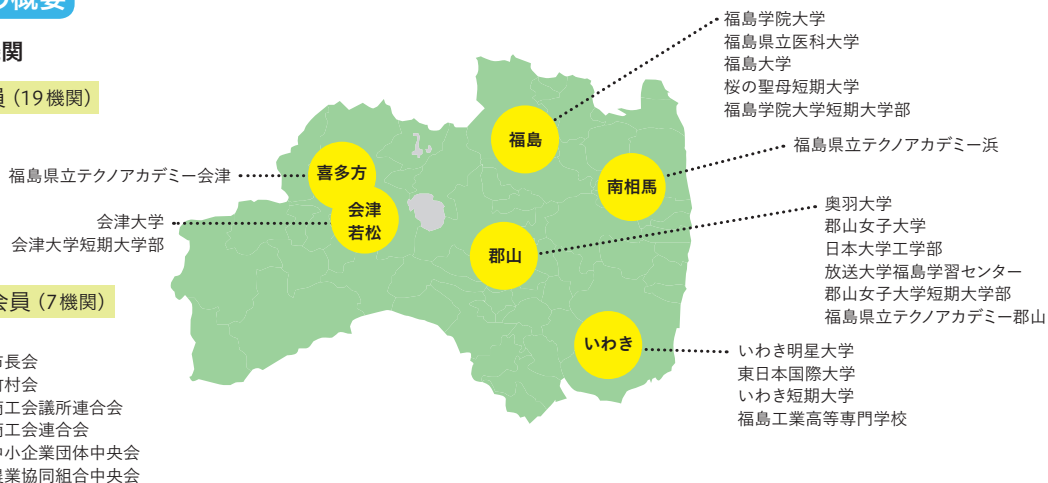 の概要
関
員（19機関）
福島県立テクノアカデミー会津
会津大学
会津大学短期大学部
会員（7機関）
市長会
町村会
商工会議所連合会
商工会連合会
中小企業団体中央会
農業協同組合中央会
喜多方
会津
若松
福島
南相馬
郡山
いわき
福島学院大学
福島県立医科大学
福島大学
桜の聖母短期大学
福島学院大学短期大学部
福島県立テクノアカデミー浜
奥羽大学
郡山女子大学
日本大学工学部
放送大学福島学習センター
郡山女子大学短期大学部
福島県立テクノアカデミー郡山
いわき明星大学
東日本国際大学
いわき短期大学
福島工業高等専門学校